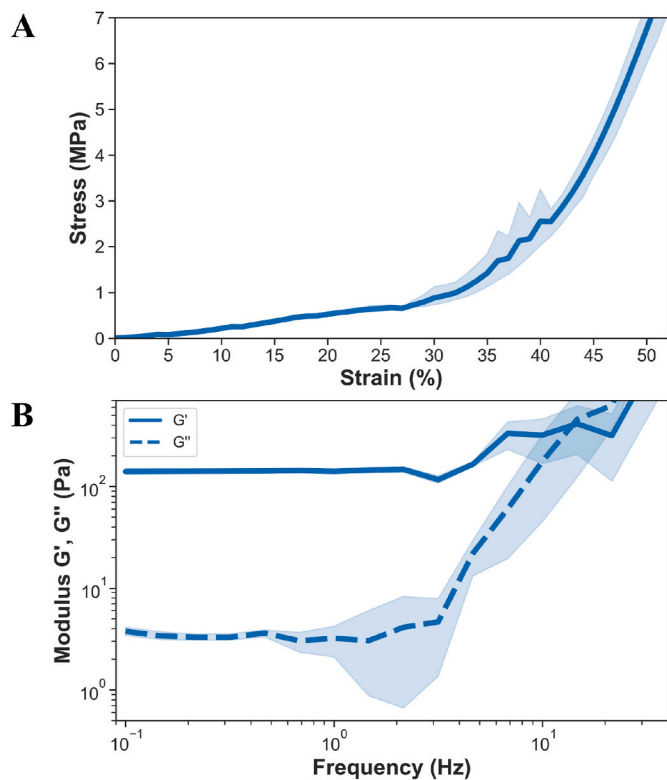 A
Stress (MPa)
7
6
5
4
3
2
1
0
0 5 10 15 20 25 30 35 40 45 50
Strain (%)
B
G'
G"
Modulus G', G" (Pa)
10²
10¹
10⁰
10⁻¹ 10⁰ 10¹
Frequency (Hz)